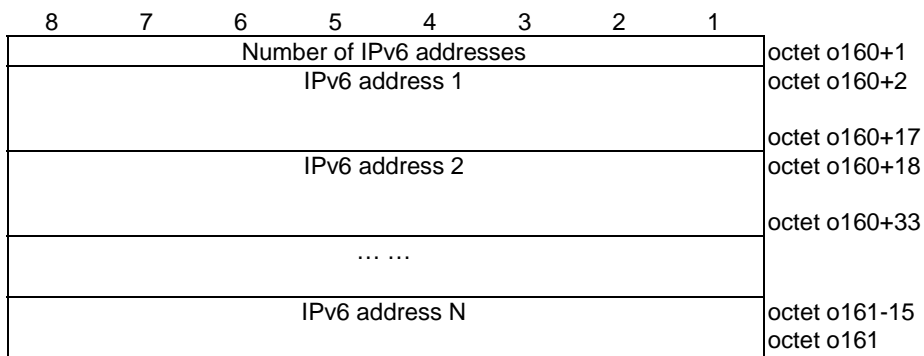 8 7 6 5 4 3 2 1
Number of IPv6 addresses octet o160+1
IPv6 address 1 octet o160+2
octet o160+17
IPv6 address 2 octet o160+18
octet o160+33
… …
IPv6 address N octet o161-15
octet o161